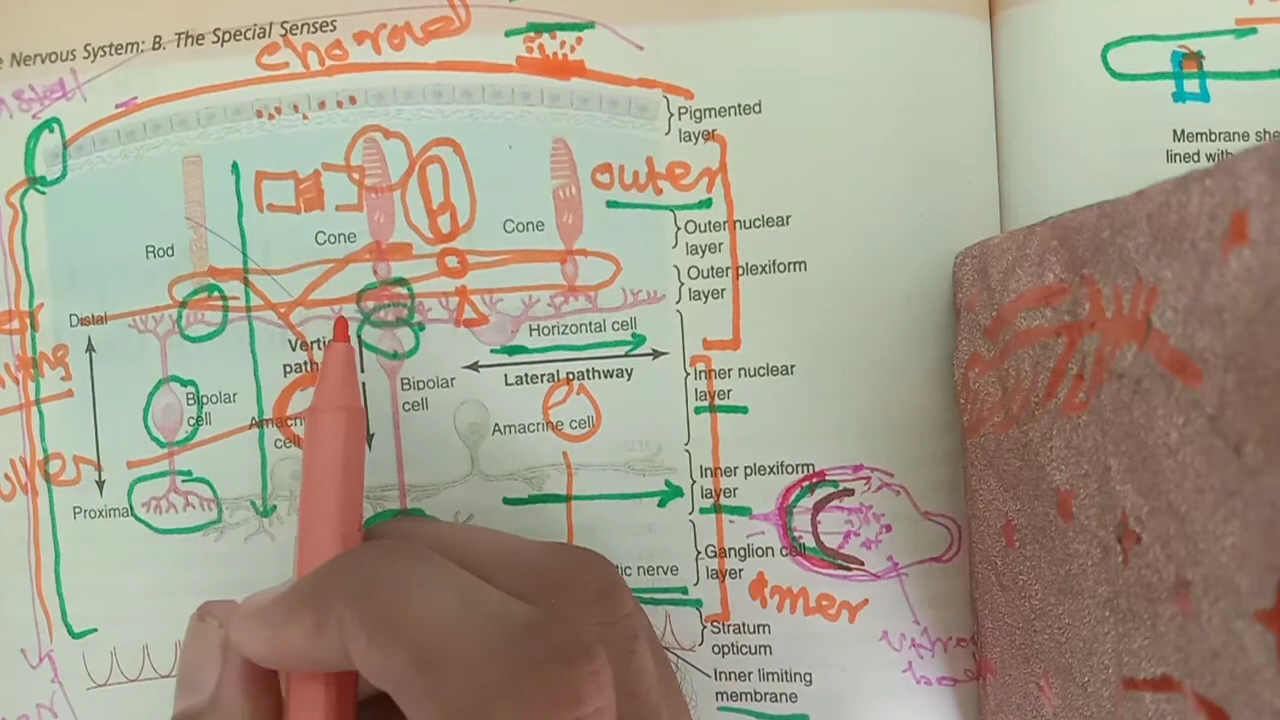 Nervous System: B. The Special Senses
Pigmented
layer
outer
Outer nuclear
layer
Outer plexiform
layer
Rod
Cone
Cone
Distal
Horizontal cell
Lateral pathway
Inner nuclear
layer
Bipolar
cell
Bipolar
cell
Amacrine cell
Inner plexiform
layer
Proximal
Ganglion cell
layer
tic nerve
Stratum
opticum
Inner limiting
membrane
Membrane she
lined with